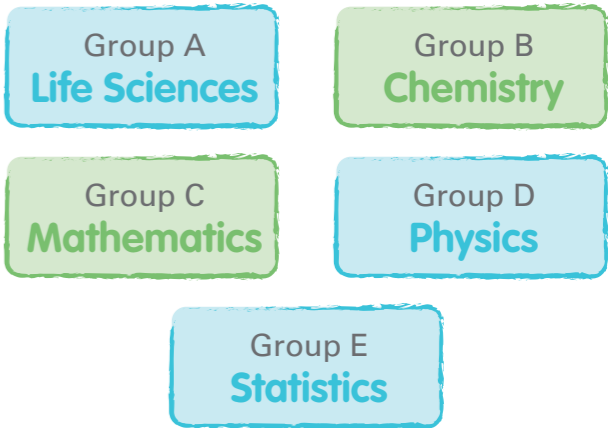 Group A
Life Sciences
Group B
Chemistry
Group C
Mathematics
Group D
Physics
Group E
Statistics